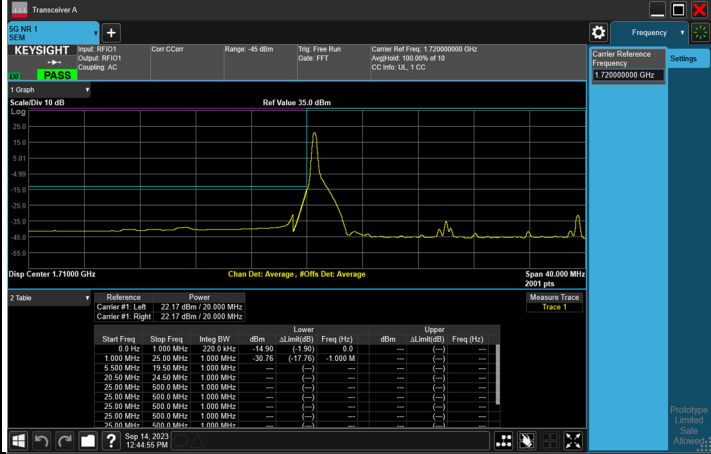 Transceiver A
5G NR 1
SEM
Frequency
KEYSIGHT
Input: RFIO1
Output: RFIO1
Coupling: AC
Corr CCorr
Range: -45 dBm
Trig: Free Run
Gate: FFT
Carrier Ref Freq: 1.720000000 GHz
Avg|Hold: 100.00% of 10
CC Info: UL, 1 CC
PASS
Carrier Reference
Frequency
1.720000000 GHz
Settings
1 Graph
Scale/Div 10 dB
Ref Value 35.0 dBm
Log
25.0
15.0
5.01
-4.99
-15.0
-25.0
-35.0
-45.0
-55.0
Disp Center 1.71000 GHz
Chan Det: Average , #Offs Det: Average
Span 40.000 MHz
2001 pts
2 Table
Reference Power
Carrier #1: Left 22.17 dBm / 20.000 MHz
Carrier #1: Right 22.17 dBm / 20.000 MHz
Measure Trace
Trace 1
Lower Upper
Start Freq Stop Freq Integ BW dBm ΔLimit(dB) Freq (Hz) dBm ΔLimit(dB) Freq (Hz)
0.0 Hz 1.000 MHz 220.0 kHz -14.90 (-1.90) 0.0 --- (---) ---
1.000 MHz 25.00 MHz 1.000 MHz -30.76 (-17.76) -1.000 M --- (---) ---
5.500 MHz 19.50 MHz 1.000 MHz --- (---) --- --- (---) ---
20.50 MHz 24.50 MHz 1.000 MHz --- (---) --- --- (---) ---
25.00 MHz 500.0 MHz 1.000 MHz --- (---) --- --- (---) ---
25.00 MHz 500.0 MHz 1.000 MHz --- (---) --- --- (---) ---
25.00 MHz 500.0 MHz 1.000 MHz --- (---) --- --- (---) ---
25.00 MHz 500.0 MHz 1.000 MHz --- (---) --- --- (---) ---
25.00 MHz 500.0 MHz 1.000 MHz --- (---) --- --- (---) ---
Prototype
Limited
Sale
Allowed
Sep 14, 2023
12:44:55 PM